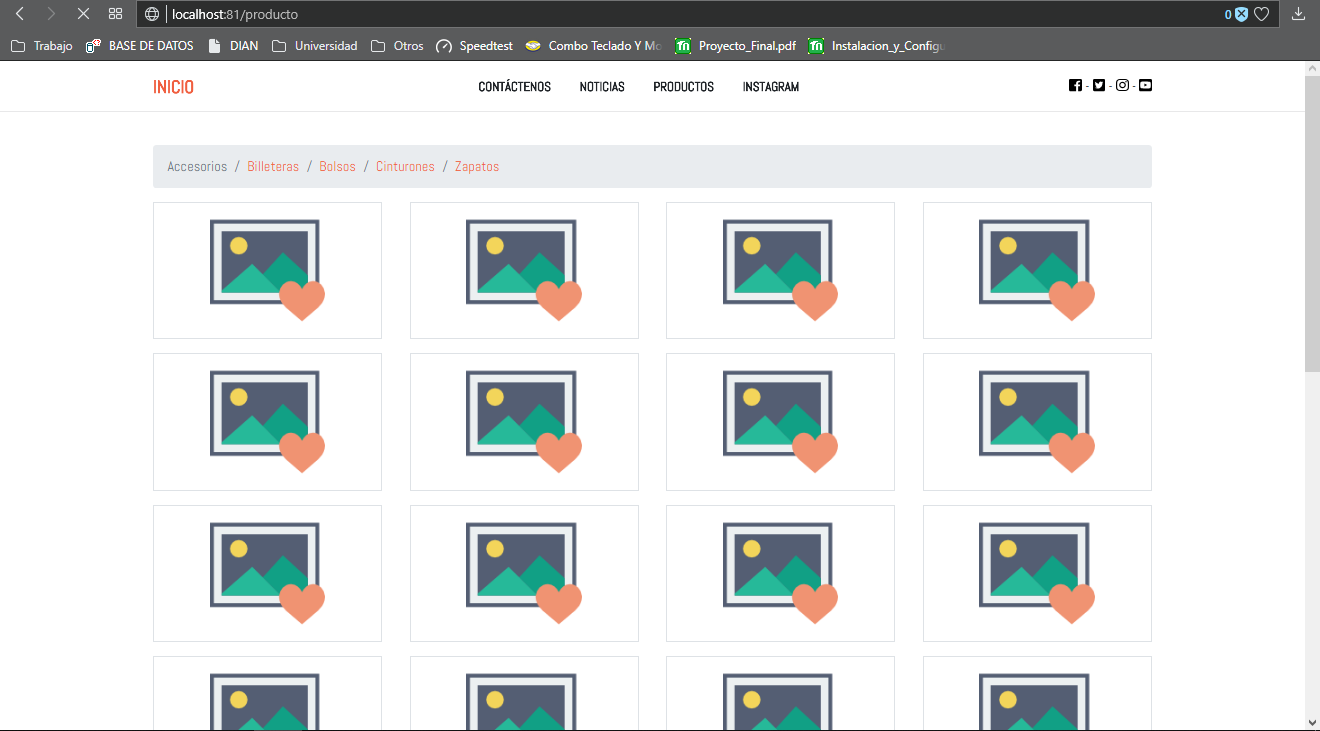 localhost:81/producto
0
Trabajo BASE DE DATOS DIAN Universidad Otros Speedtest Combo Teclado Y Mo Proyecto_Final.pdf Instalacion_y_Configu
INICIO CONTÁCTENOS NOTICIAS PRODUCTOS INSTAGRAM - - -
Accesorios / Billeteras / Bolsos / Cinturones / Zapatos